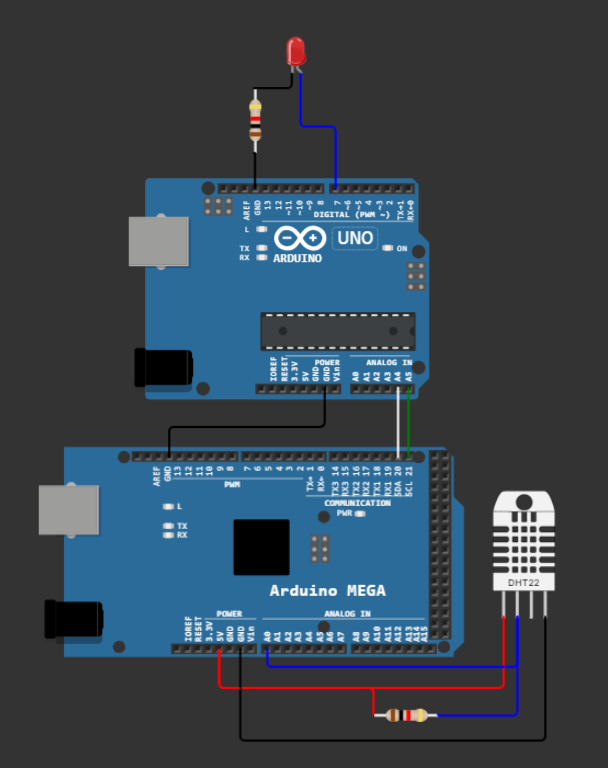 AREF GND 13 12 ~11 ~10 ~9 8 7 ~6 ~5 4 ~3 2 TX→1 RX←0
DIGITAL (PWM ~)
L
UNO
TX
RX
ARDUINO
ON
POWER
ANALOG IN
IOREF RESET 3.3V 5V GND GND Vin A0 A1 A2 A3 A4 A5
AREF GND 13 12 11 10 9 8 7 6 5 4 3 2 TX→1 RX←0 TX3 14 RX3 15 TX2 16 RX2 17 TX1 18 RX1 19 SDA 20 SCL 21
PWM
COMMUNICATION
L
PWR
TX
RX
DHT22
Arduino MEGA
POWER
ANALOG IN
IOREF RESET 3.3V 5V GND GND Vin A0 A1 A2 A3 A4 A5 A6 A7 A8 A9 A10 A11 A12 A13 A14 A15